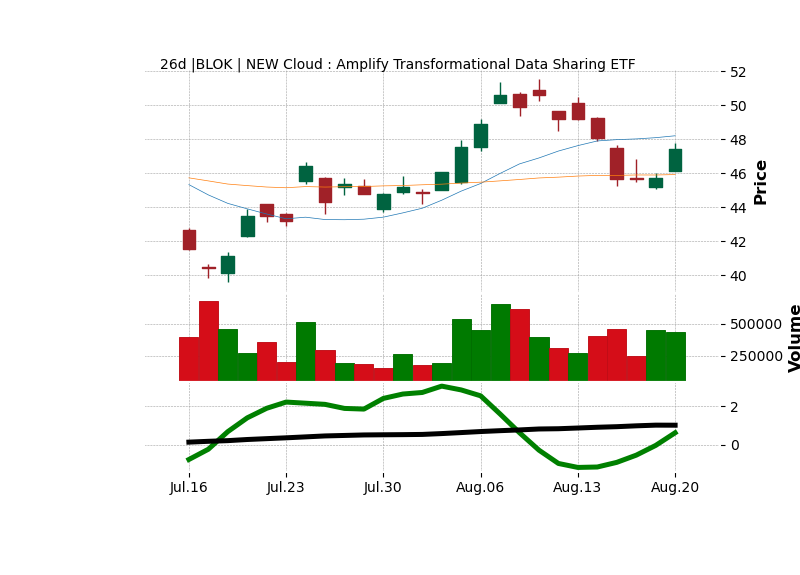 26d |BLOK | NEW Cloud : Amplify Transformational Data Sharing ETF
52
50
48
46
44
42
40
Price
500000
250000
Volume
2
0
Jul.16 Jul.23 Jul.30 Aug.06 Aug.13 Aug.20